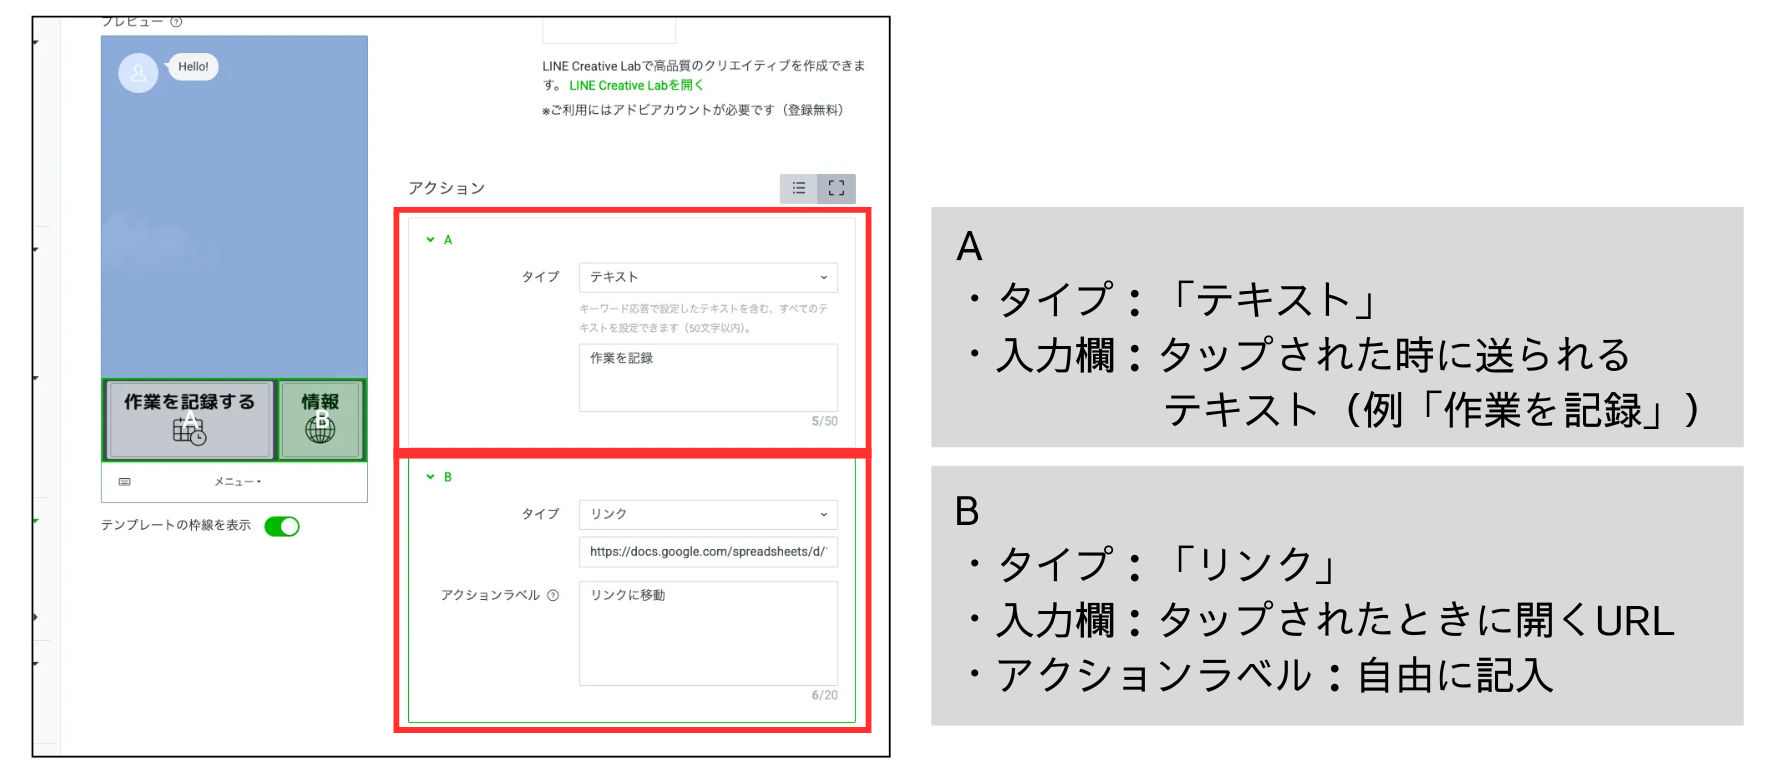 プレビュー
Hello!
作業を記録する
A
情報
B
メニュー
テンプレートの枠線を表示
LINE Creative Labで高品質のクリエイティブを作成できま
す。 LINE Creative Labを開く
※ご利用にはアドビアカウントが必要です（登録無料）
アクション
A
タイプ
テキスト
キーワード応答で設定したテキストを含む、すべてのテ
キストを設定できます（50文字以内）。
作業を記録
5/50
B
タイプ
リンク
https://docs.google.com/spreadsheets/d/
アクションラベル
リンクに移動
6/20
A
・タイプ：「テキスト」
・入力欄：タップされた時に送られる
テキスト（例「作業を記録」）
B
・タイプ：「リンク」
・入力欄：タップされたときに開くURL
・アクションラベル：自由に記入